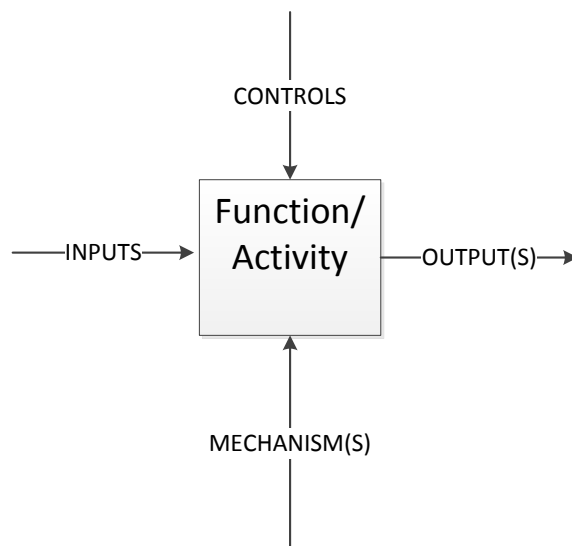 CONTROLS
Function/
Activity
INPUTS
OUTPUT(S)
MECHANISM(S)